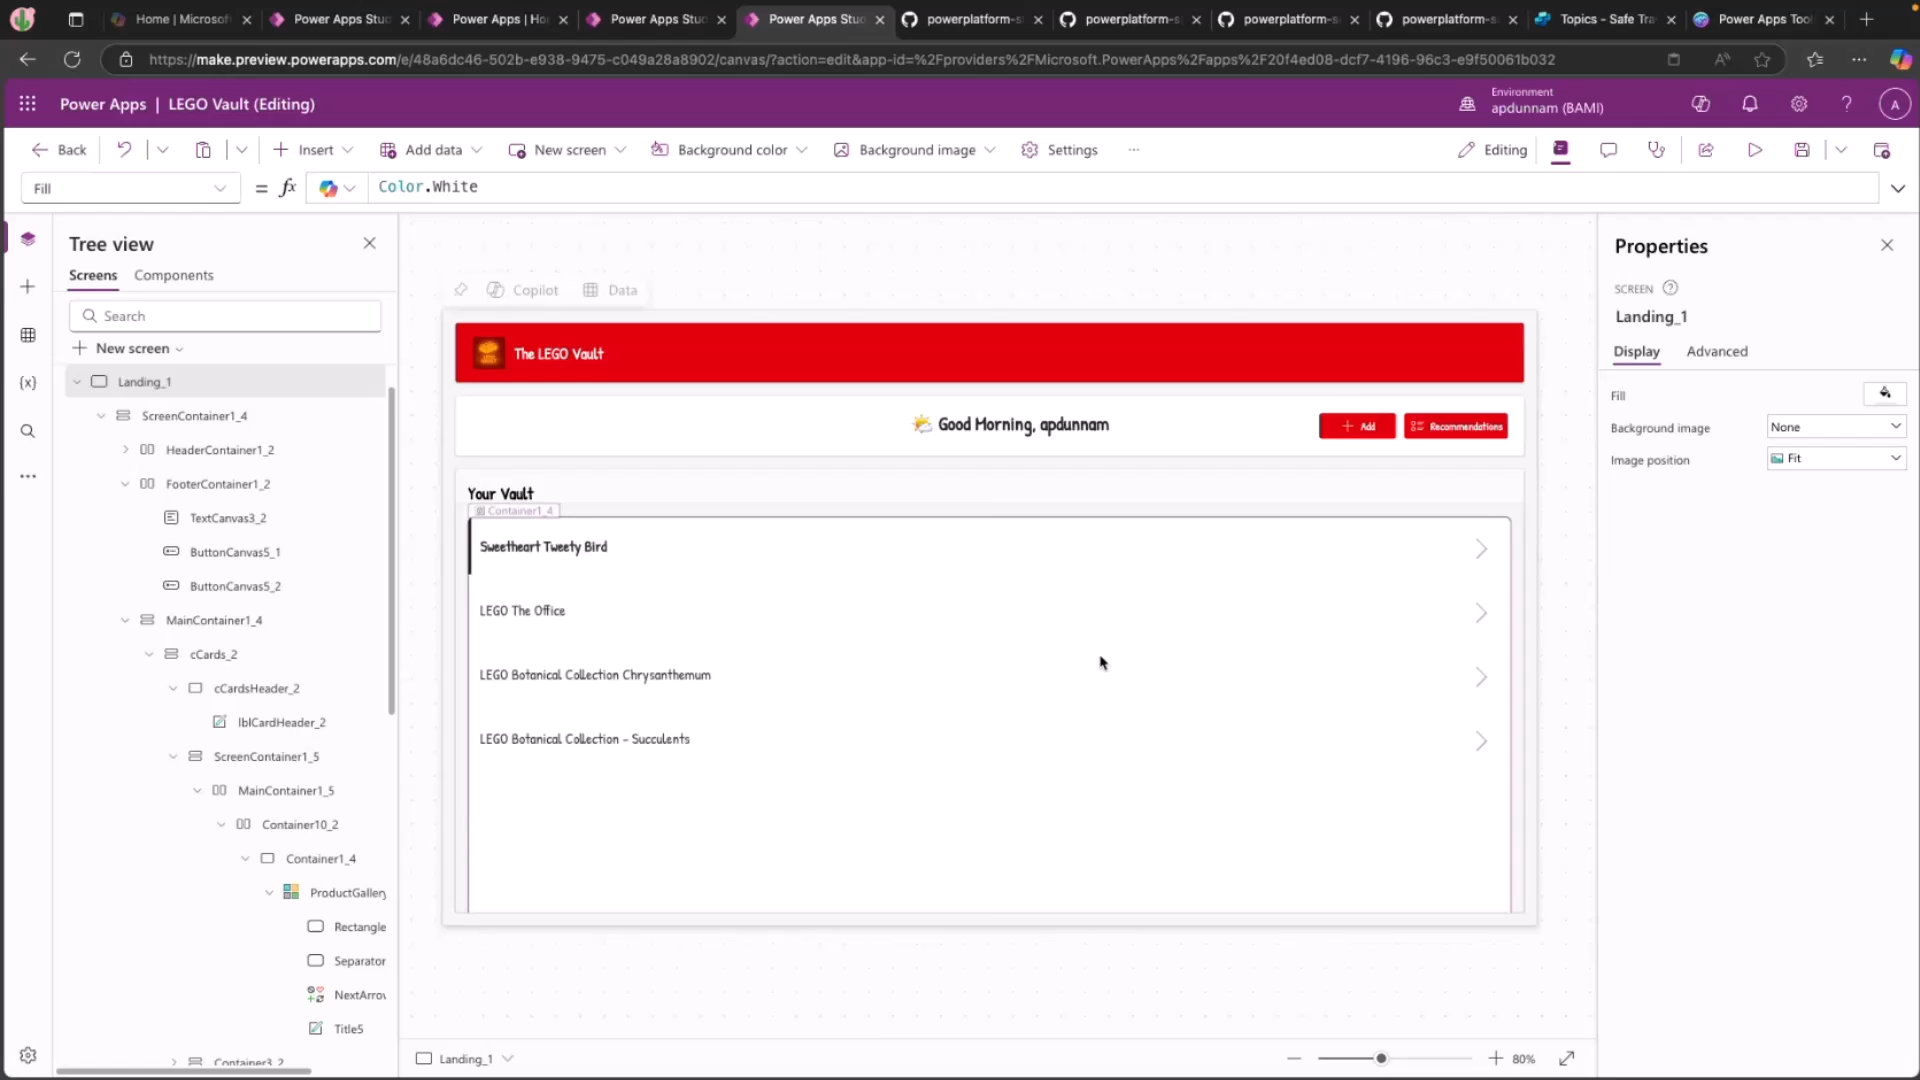 Home | Microsof
Power Apps Stu
Power Apps | Ho
Power Apps Stu
Power Apps Stu
powerplatform-s
powerplatform-s
powerplatform-s
powerplatform-s
Topics - Safe Tra
Power Apps Too
https://make.preview.powerapps.com/e/48a6dc46-502b-e938-9475-c049a28a8902/canvas/?action=edit&app-id=%2Fproviders%2FMicrosoft.PowerApps%2Fapps%2F20f4ed08-dcf7-4196-96c3-e9f50061b032
Power Apps | LEGO Vault (Editing)
Environment
apdunnam (BAMI)
A
Back
Insert
Add data
New screen
Background color
Background image
Settings
Editing
Fill
= fx
Color.White
Tree view
Screens
Components
Search
New screen
Landing_1
ScreenContainer1_4
HeaderContainer1_2
FooterContainer1_2
TextCanvas3_2
ButtonCanvas5_1
ButtonCanvas5_2
MainContainer1_4
cCards_2
cCardsHeader_2
lblCardHeader_2
ScreenContainer1_5
MainContainer1_5
Container10_2
Container1_4
ProductGallery
Rectangle
Separator
NextArrow
Title5
Container3_2
Copilot
Data
The LEGO Vault
Good Morning, apdunnam
Add
Recommendations
Your Vault
Container1_4
Sweetheart Tweety Bird
LEGO The Office
LEGO Botanical Collection Chrysanthemum
LEGO Botanical Collection - Succulents
Landing_1
80%
Properties
SCREEN
Landing_1
Display
Advanced
Fill
Background image
None
Image position
Fit